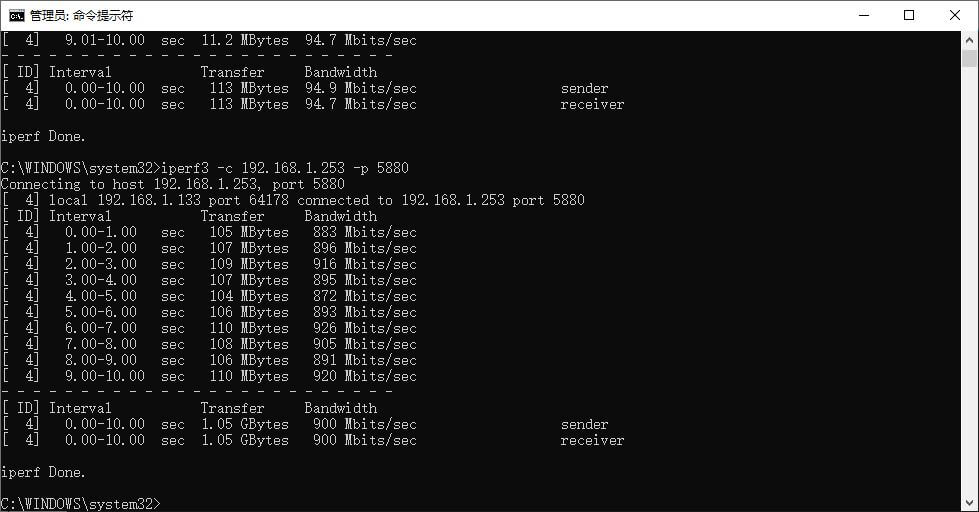 管理员: 命令提示符
[  4]   9.01-10.00  sec  11.2 MBytes  94.7 Mbits/sec
- - - - - - - - - - - - - - - - - - - - - - - - -
[ ID] Interval           Transfer     Bandwidth
[  4]   0.00-10.00  sec   113 MBytes  94.9 Mbits/sec                  sender
[  4]   0.00-10.00  sec   113 MBytes  94.7 Mbits/sec                  receiver
iperf Done.
C:\WINDOWS\system32>iperf3 -c 192.168.1.253 -p 5880
Connecting to host 192.168.1.253, port 5880
[  4] local 192.168.1.133 port 64178 connected to 192.168.1.253 port 5880
[ ID] Interval           Transfer     Bandwidth
[  4]   0.00-1.00   sec   105 MBytes   883 Mbits/sec
[  4]   1.00-2.00   sec   107 MBytes   896 Mbits/sec
[  4]   2.00-3.00   sec   109 MBytes   916 Mbits/sec
[  4]   3.00-4.00   sec   107 MBytes   895 Mbits/sec
[  4]   4.00-5.00   sec   104 MBytes   872 Mbits/sec
[  4]   5.00-6.00   sec   106 MBytes   893 Mbits/sec
[  4]   6.00-7.00   sec   110 MBytes   926 Mbits/sec
[  4]   7.00-8.00   sec   108 MBytes   905 Mbits/sec
[  4]   8.00-9.00   sec   106 MBytes   891 Mbits/sec
[  4]   9.00-10.00  sec   110 MBytes   920 Mbits/sec
- - - - - - - - - - - - - - - - - - - - - - - - -
[ ID] Interval           Transfer     Bandwidth
[  4]   0.00-10.00  sec  1.05 GBytes   900 Mbits/sec                  sender
[  4]   0.00-10.00  sec  1.05 GBytes   900 Mbits/sec                  receiver
iperf Done.
C:\WINDOWS\system32>